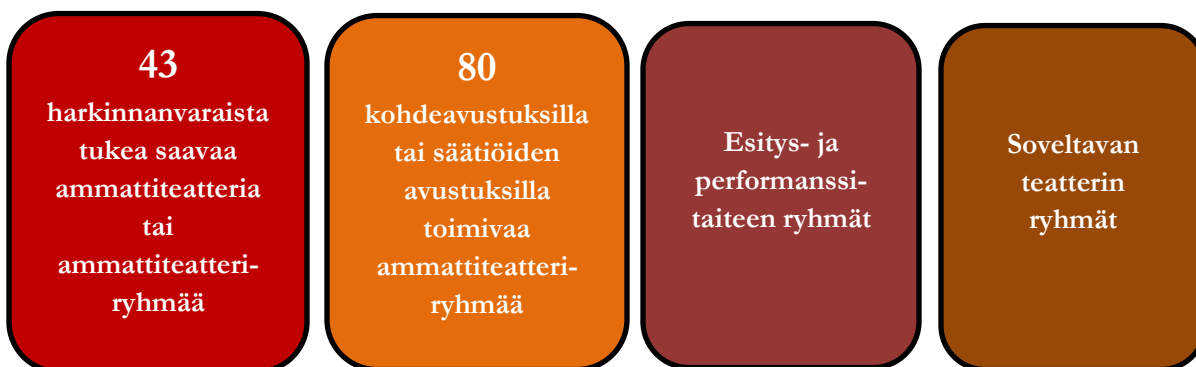 43
harkinnanvaraista
tukea saavaa
ammattiteatteria
tai
ammattiteatteri-
ryhmää
80
kohdeavustuksilla
tai säätiöiden
avustuksilla
toimivaa
ammattiteatteri-
ryhmää
Esitys- ja
performanssi-
taiteen ryhmät
Soveltavan
teatterin
ryhmät